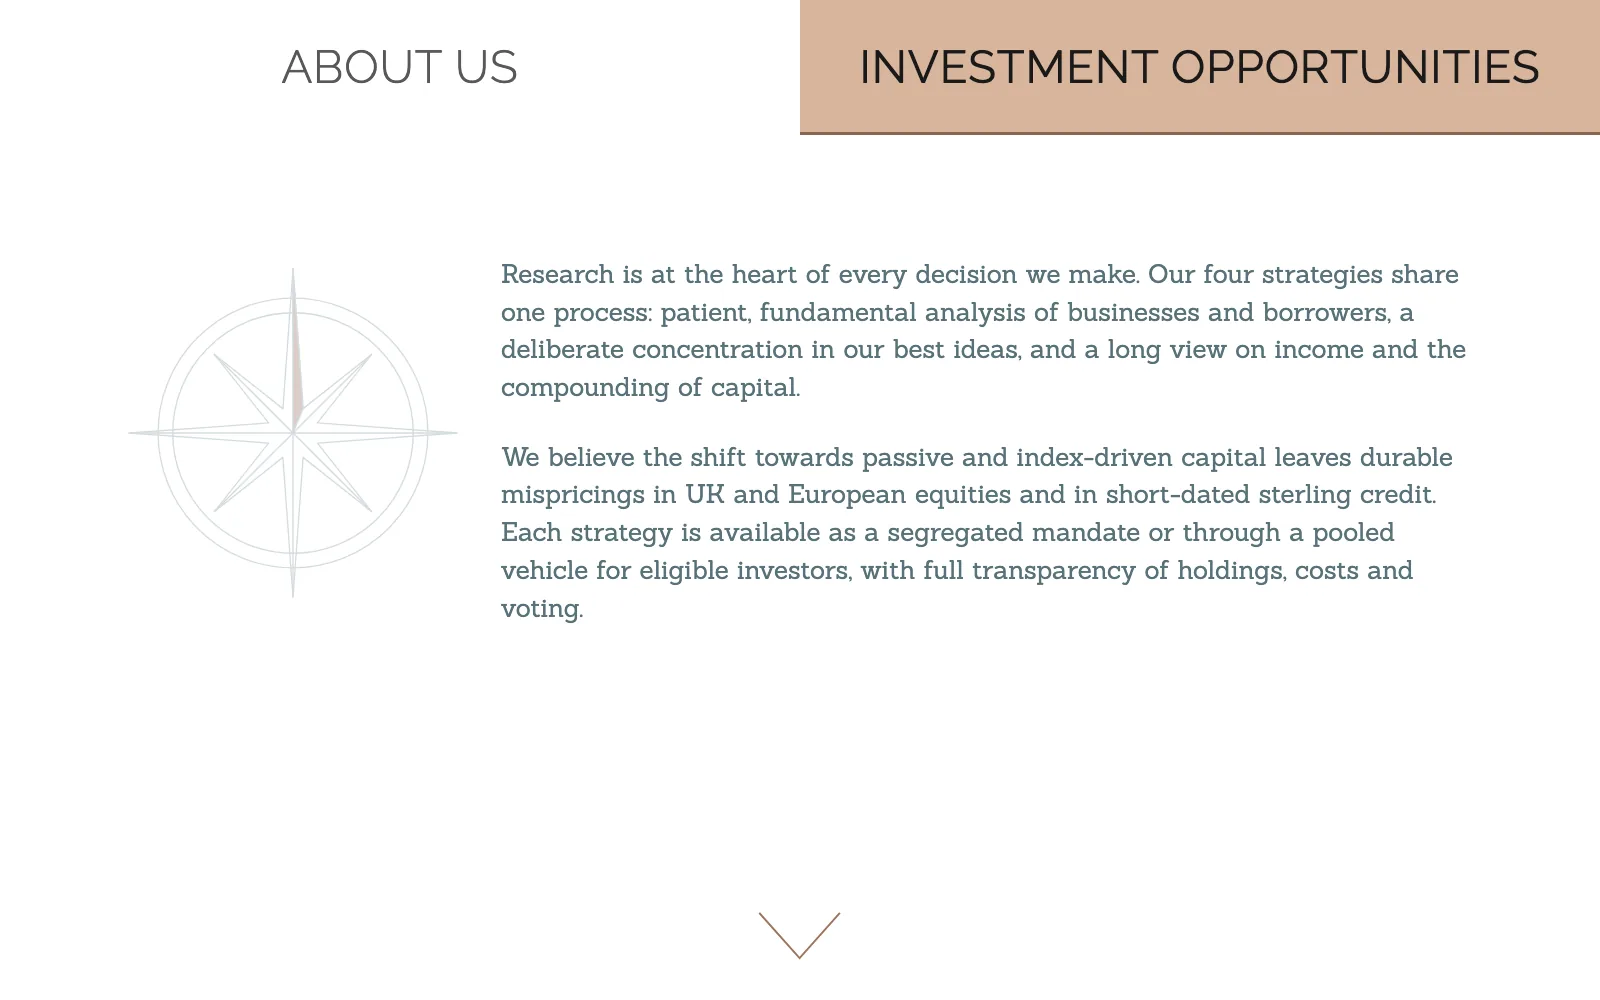 ABOUT US
INVESTMENT OPPORTUNITIES
Research is at the heart of every decision we make. Our four strategies share
one process: patient, fundamental analysis of businesses and borrowers, a
deliberate concentration in our best ideas, and a long view on income and the
compounding of capital.
We believe the shift towards passive and index-driven capital leaves durable
mispricings in UK and European equities and in short-dated sterling credit.
Each strategy is available as a segregated mandate or through a pooled
vehicle for eligible investors, with full transparency of holdings, costs and
voting.